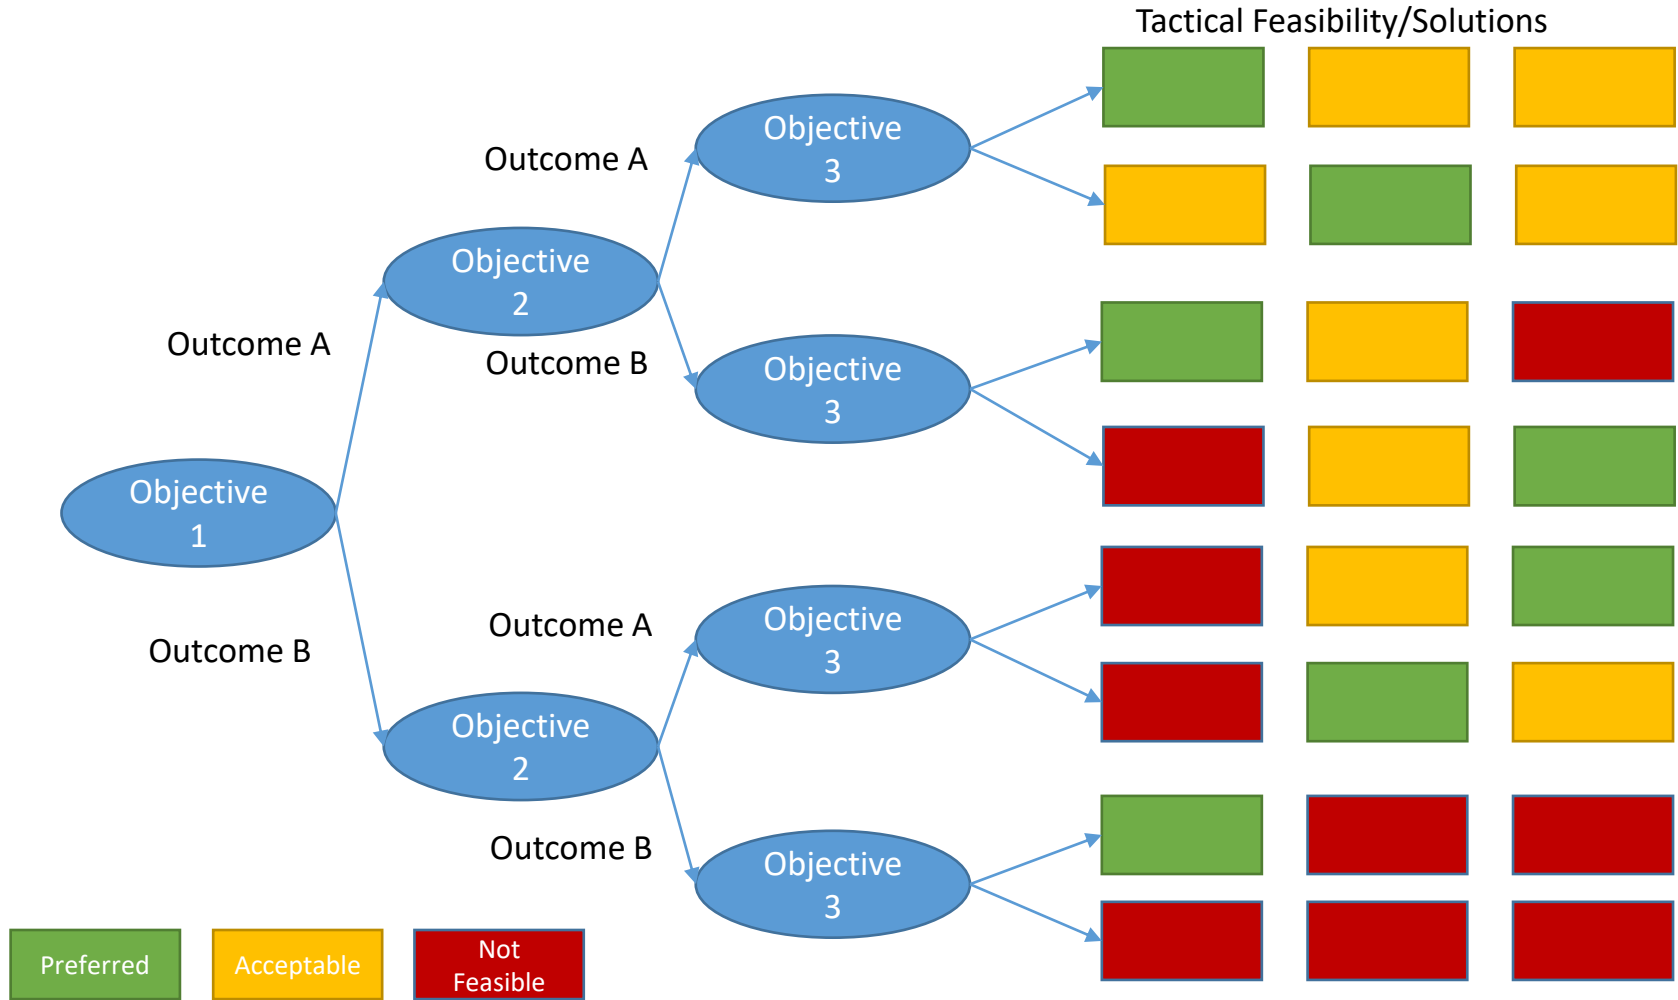 Tactical Feasibility/Solutions
Objective
3
Outcome A
Objective
2
Outcome A
Outcome B
Objective
3
Objective
1
Outcome B
Outcome A
Objective
3
Objective
2
Outcome B
Objective
3
Preferred
Acceptable
Not
Feasible